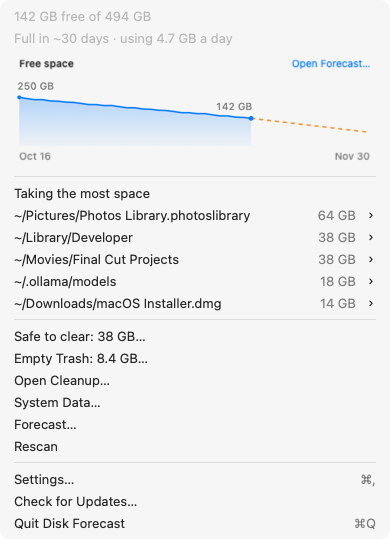 142 GB free of 494 GB
Full in ~30 days · using 4.7 GB a day
Free space Open Forecast...
250 GB
142 GB
Oct 16 Nov 30
Taking the most space
~/Pictures/Photos Library.photoslibrary 64 GB ›
~/Library/Developer 38 GB ›
~/Movies/Final Cut Projects 38 GB ›
~/.ollama/models 18 GB ›
~/Downloads/macOS Installer.dmg 14 GB ›
Safe to clear: 38 GB...
Empty Trash: 8.4 GB...
Open Cleanup...
System Data...
Forecast...
Rescan
Settings... ⌘,
Check for Updates...
Quit Disk Forecast ⌘Q